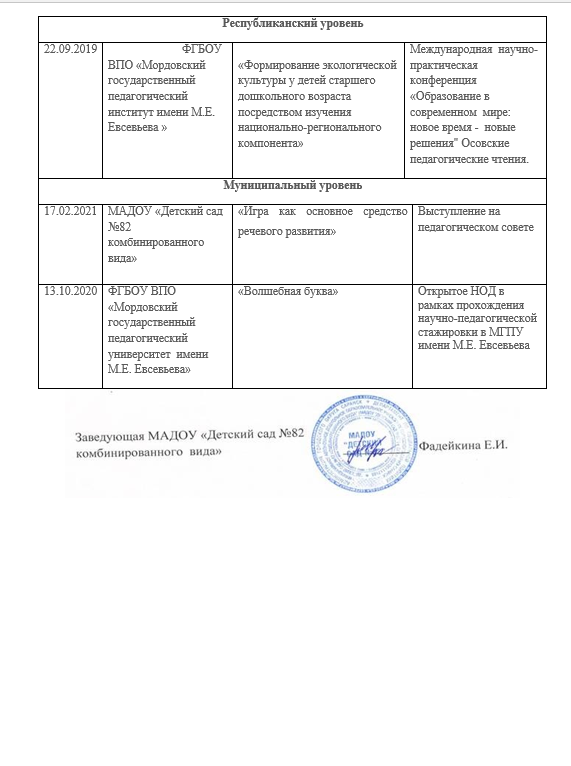 Республиканский уровень
22.09.2019
ФГБОУ
ВПО «Мордовский
государственный
педагогический
институт имени М.Е.
Евсевьева »
«Формирование экологической
культуры у детей старшего
дошкольного возраста
посредством изучения
национально-регионального
компонента»
Международная научно-
практическая
конференция
«Образование в
современном мире:
новое время - новые
решения" Осовские
педагогические чтения.
Муниципальный уровень
17.02.2021
МАДОУ «Детский сад
№82
комбинированного
вида»
«Игра как основное средство
речевого развития»
Выступление на
педагогическом совете
13.10.2020
ФГБОУ ВПО
«Мордовский
государственный
педагогический
университет имени
М.Е. Евсевьева»
«Волшебная буква»
Открытое НОД в
рамках прохождения
научно-педагогической
стажировки в МГПУ
имени М.Е. Евсевьева
Заведующая МАДОУ «Детский сад №82
комбинированного вида»
МАДОУ
"ДЕТСКИЙ
Фадейкина Е.И.